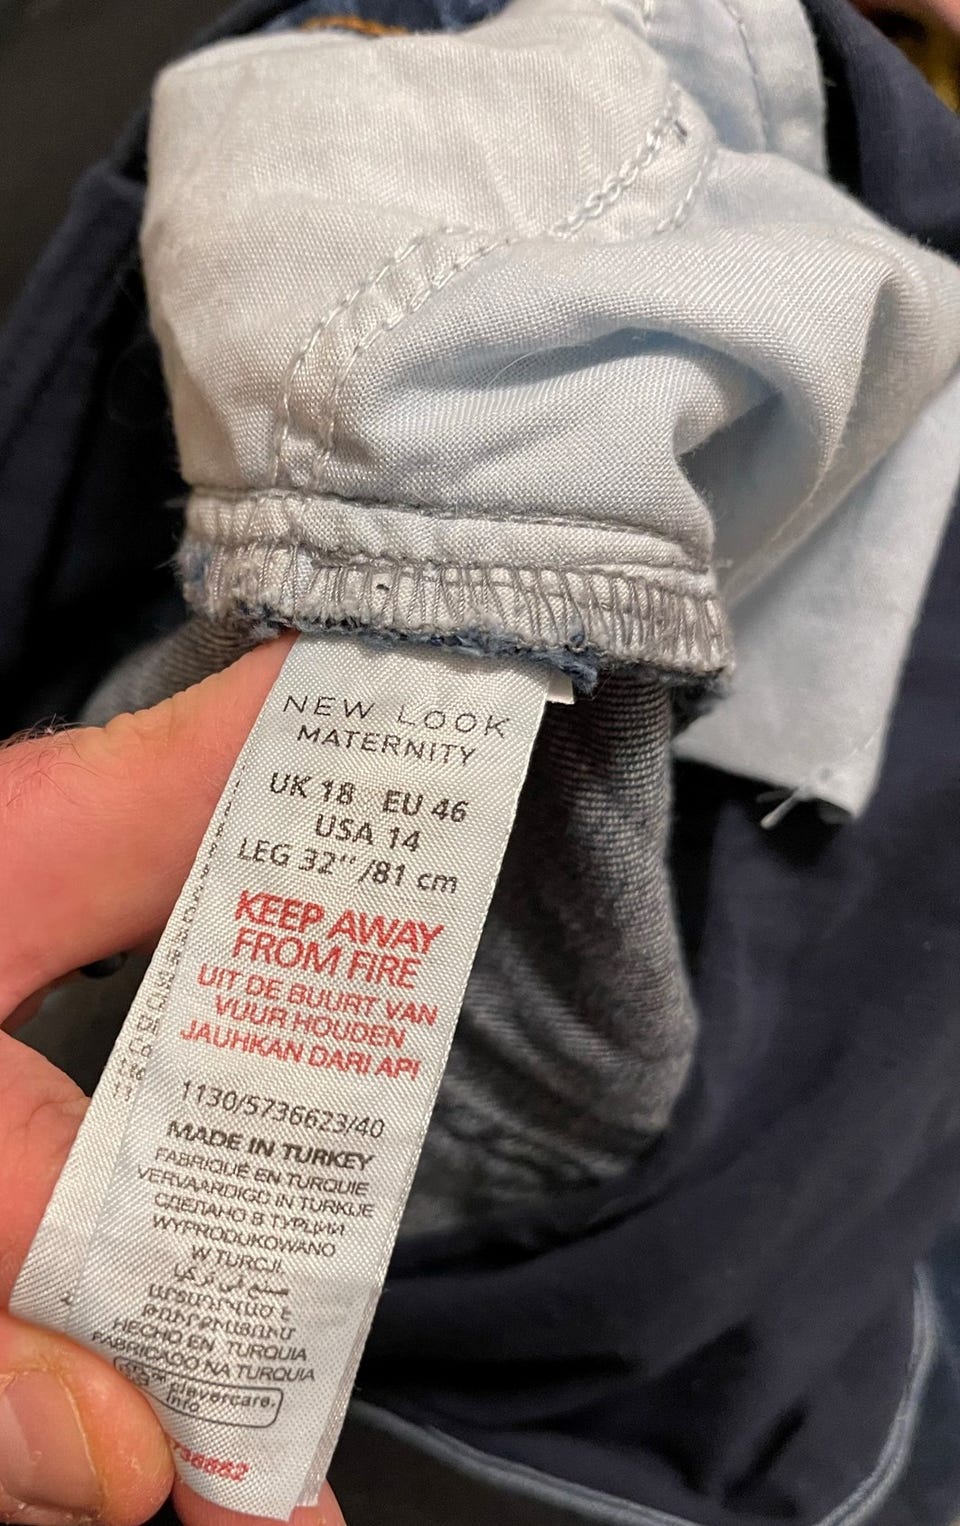 NEW LOOK
MATERNITY
UK 18 EU 46
USA 14
LEG 32"/81 cm
KEEP AWAY
FROM FIRE
UIT DE BUURT VAN
VUUR HOUDEN
JAUHKAN DARI API
1130/5736623/40
MADE IN TURKEY
FABRIQUÉ EN TURQUIE
VERVAARDIGD IN TURKIJE
СДЕЛАНО В ТУРЦИИ
WYPRODUKOWANO
W TURCJI
صنع في تركيا
ԱՐՏԱԴՐՎԱԾ Է
ԹՈՒՐՔԻԱՅՈՒՄ
HECHO EN TURQUIA
FABRICADO NA TURQUIA
clevercare.
info